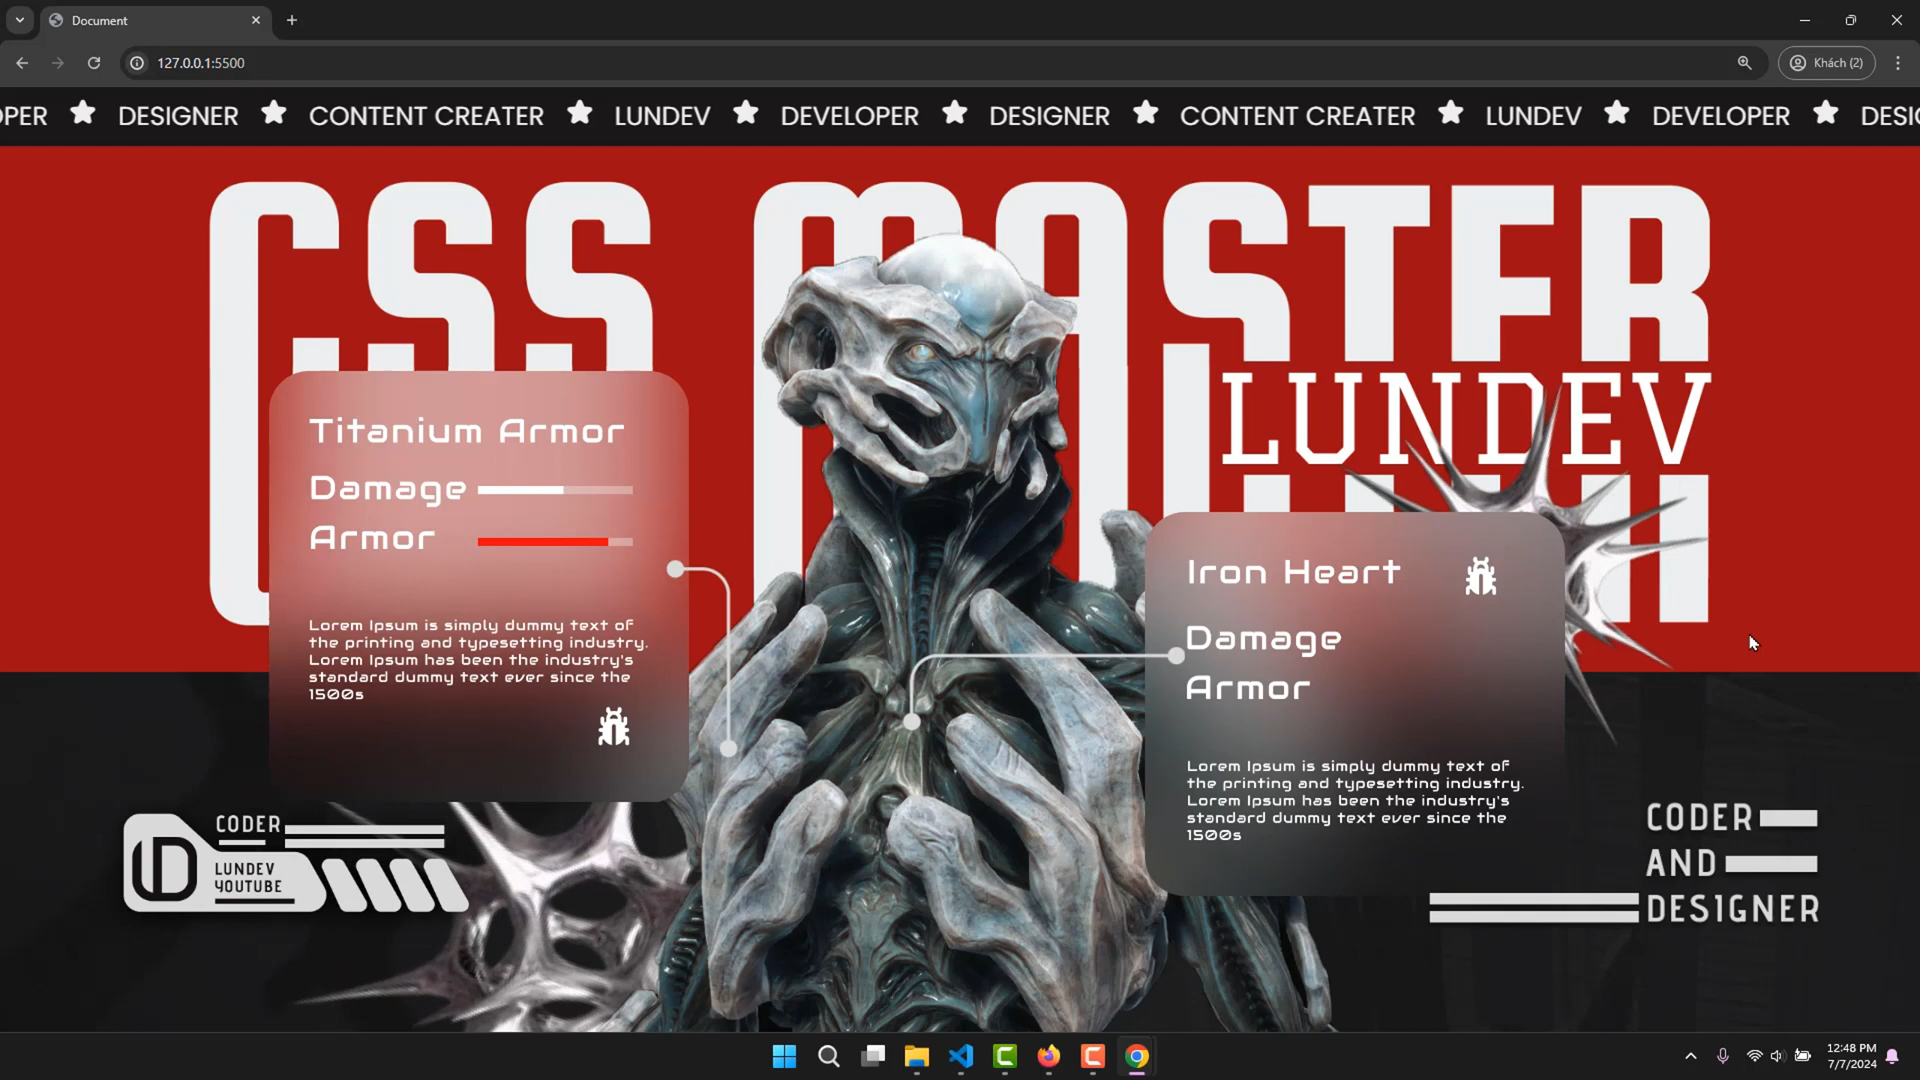 Document
127.0.0.1:5500
Khách (2)
OPER DESIGNER CONTENT CREATER LUNDEV DEVELOPER DESIGNER CONTENT CREATER LUNDEV DEVELOPER DESIG
CSS MASTER
LUNDEV
Titanium Armor
Damage
Armor
Lorem Ipsum is simply dummy text of
the printing and typesetting industry.
Lorem Ipsum has been the industry's
standard dummy text ever since the
1500s
Iron Heart
Damage
Armor
Lorem Ipsum is simply dummy text of
the printing and typesetting industry.
Lorem Ipsum has been the industry's
standard dummy text ever since the
1500s
CODER
LUNDEV
YOUTUBE
CODER
AND
DESIGNER
12:48 PM
7/7/2024